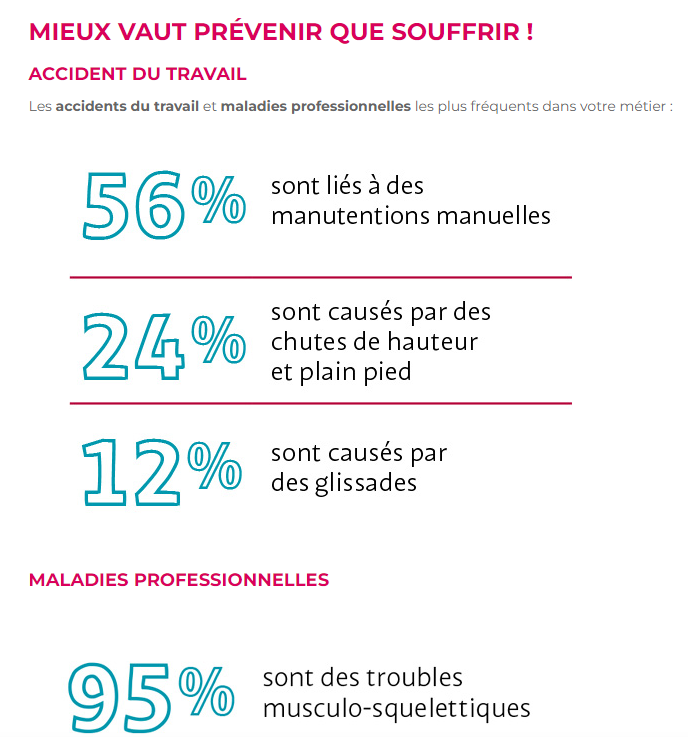 MIEUX VAUT PRÉVENIR QUE SOUFFRIR !
ACCIDENT DU TRAVAIL
Les accidents du travail et maladies professionnelles les plus fréquents dans votre métier :
56% sont liés à des
manutentions manuelles
24% sont causés par des
chutes de hauteur
et plain pied
12% sont causés par
des glissades
MALADIES PROFESSIONNELLES
95% sont des troubles
musculo-squelettiques